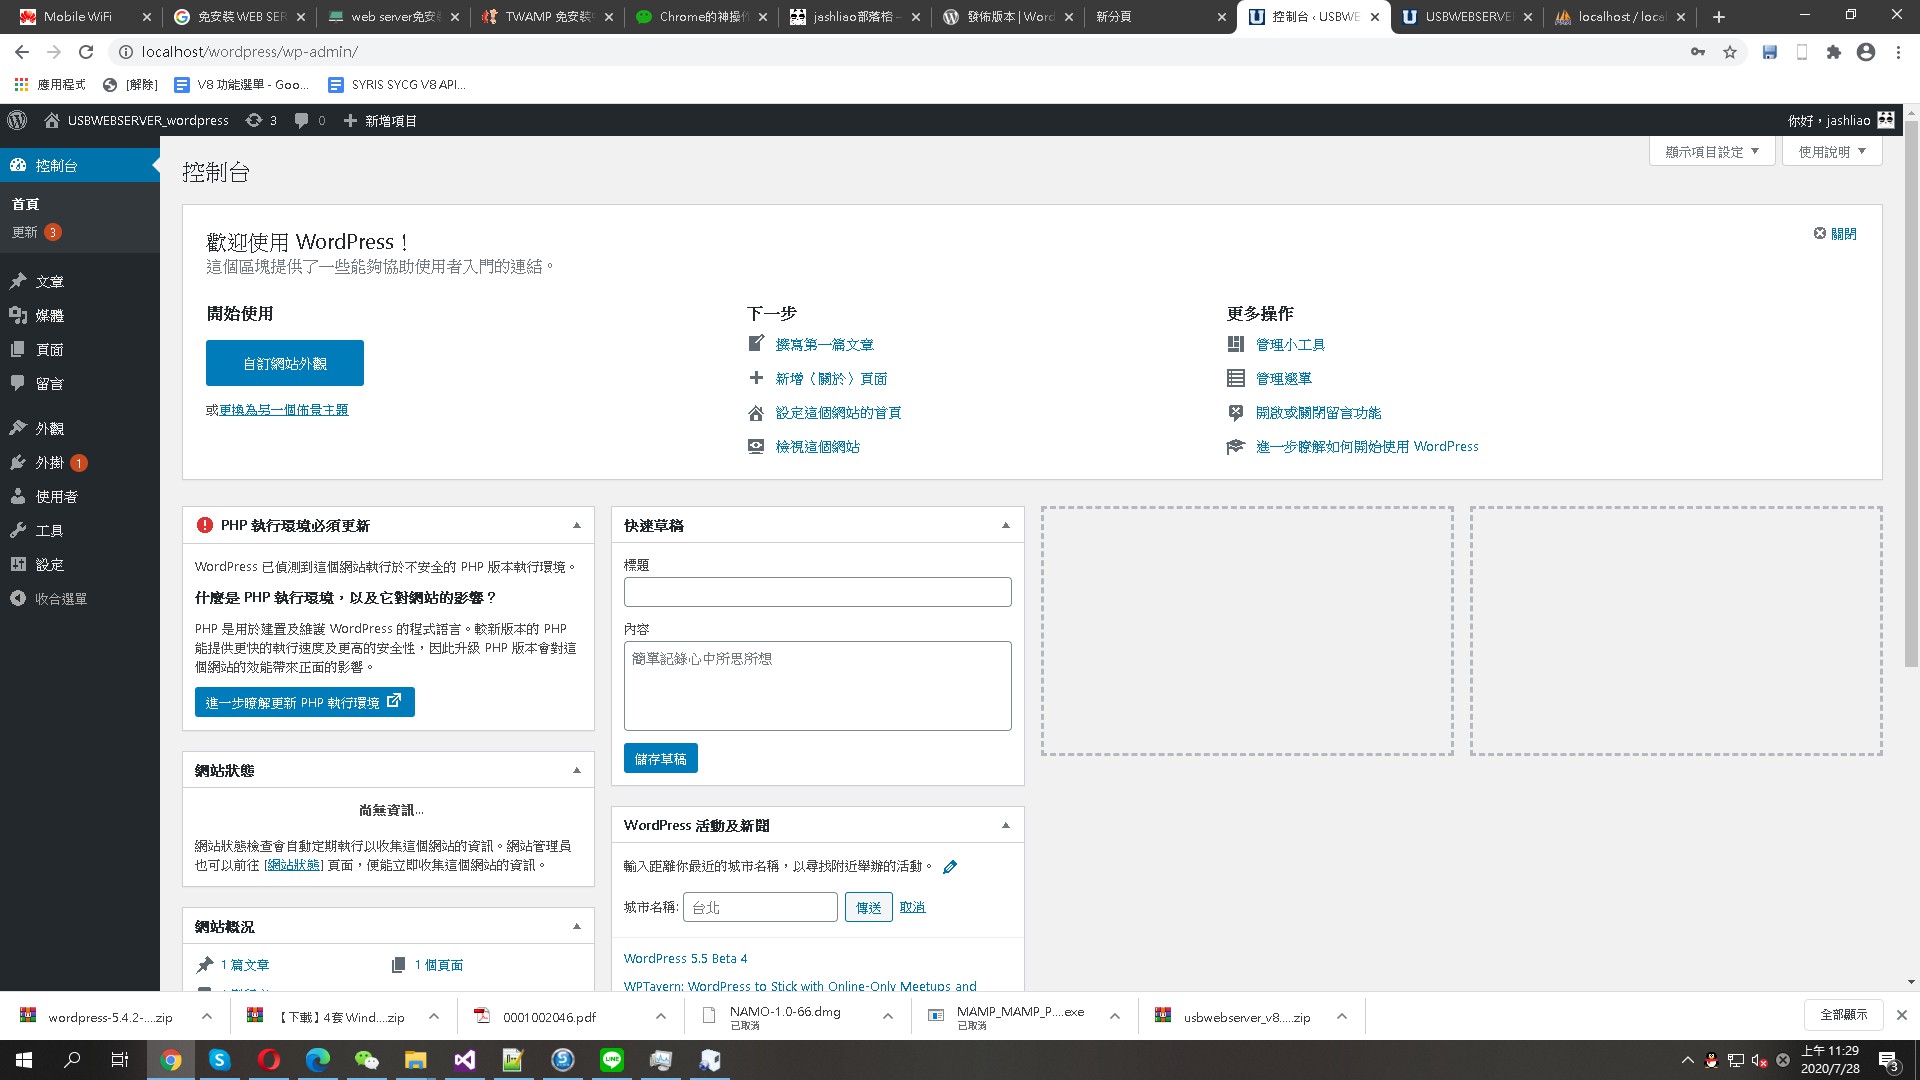 Mobile WiFi
免安裝 WEB SER
web server免安裝
TWAMP 免安裝
Chrome的神操作
jashliao部落格 -
發佈版本 | Word
新分頁
控制台 ‹ USBWE
USBWEBSERVE
localhost / loca
localhost/wordpress/wp-admin/
應用程式
[解除]
V8 功能選單 - Goo...
SYRIS SYCG V8 API...
USBWEBSERVER_wordpress
3
0
新增項目
你好，jashliao
控制台
首頁
更新 3
文章
媒體
頁面
留言
外觀
外掛 1
使用者
工具
設定
收合選單
控制台
顯示項目設定
使用說明
歡迎使用 WordPress！
這個區塊提供了一些能夠協助使用者入門的連結。
關閉
開始使用
自訂網站外觀
或更換為另一個佈景主題
下一步
撰寫第一篇文章
新增〈關於〉頁面
設定這個網站的首頁
檢視這個網站
更多操作
管理小工具
管理選單
開啟或關閉留言功能
進一步瞭解如何開始使用 WordPress
PHP 執行環境必須更新
WordPress 已偵測到這個網站執行於不安全的 PHP 版本執行環境。
什麼是 PHP 執行環境，以及它對網站的影響？
PHP 是用於建置及維護 WordPress 的程式語言。較新版本的 PHP
能提供更快的執行速度及更高的安全性，因此升級 PHP 版本會對這
個網站的效能帶來正面的影響。
進一步瞭解更新 PHP 執行環境
網站狀態
尚無資訊...
網站狀態檢查會自動定期執行以收集這個網站的資訊。網站管理員
也可以前往 [網站狀態] 頁面，便能立即收集這個網站的資訊。
網站概況
1 篇文章
1 個頁面
快速草稿
標題
內容
簡單記錄心中所思所想
儲存草稿
WordPress 活動及新聞
輸入距離你最近的城市名稱，以尋找附近舉辦的活動。
城市名稱:
台北
傳送
取消
WordPress 5.5 Beta 4
WPTavern: WordPress to Stick with Online-Only Meetups and
wordpress-5.4.2-....zip
【下載】4套Wind....zip
0001002046.pdf
NAMO-1.0-66.dmg
已取消
MAMP_MAMP_P....exe
已取消
usbwebserver_v8.....zip
全部顯示
上午 11:29
2020/7/28
3